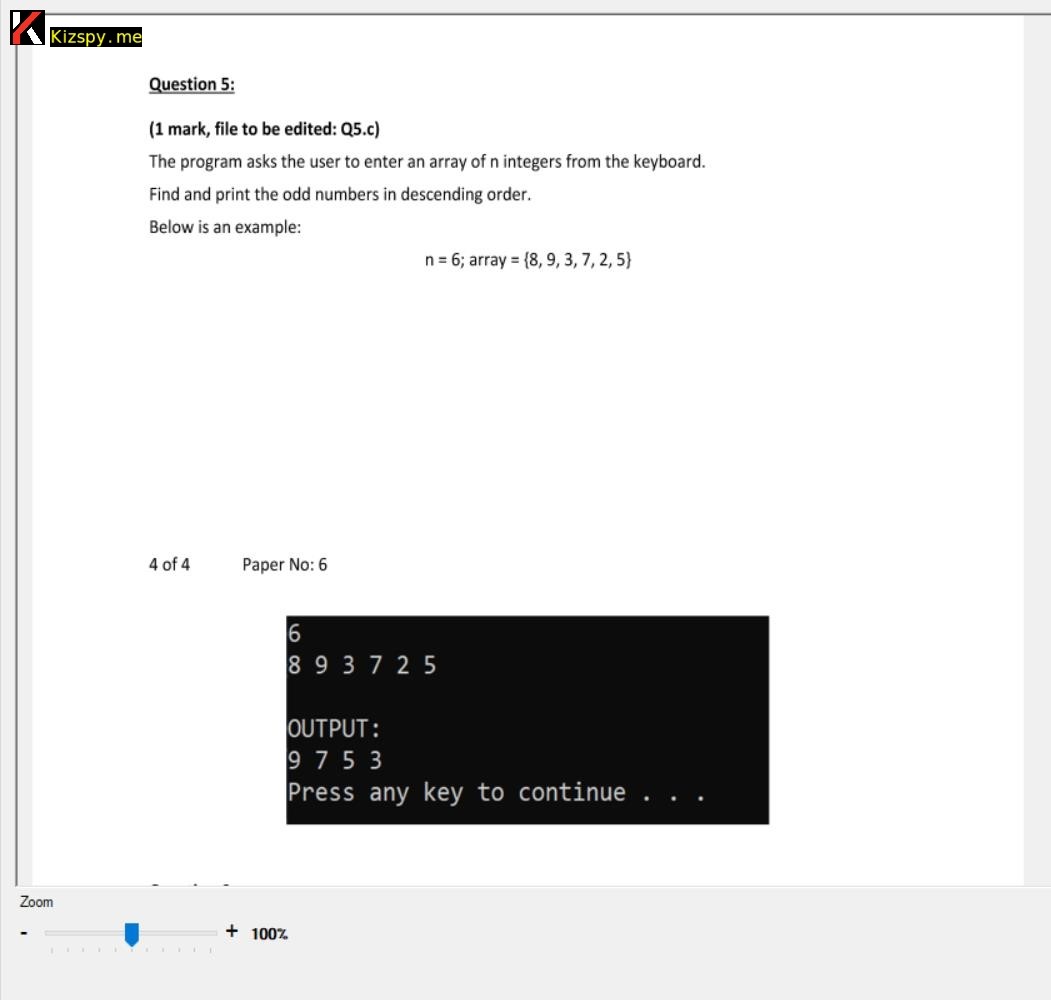 Kizspy.me
Question 5:
(1 mark, file to be edited: Q5.c)
The program asks the user to enter an array of n integers from the keyboard.
Find and print the odd numbers in descending order.
Below is an example:
n = 6; array = {8, 9, 3, 7, 2, 5}
4 of 4 Paper No: 6
6
8 9 3 7 2 5
OUTPUT:
9 7 5 3
Press any key to continue . . .
Zoom
- + 100%